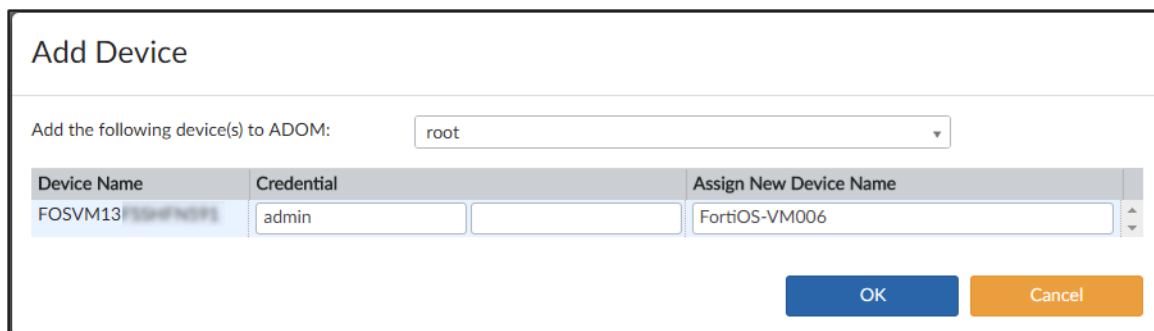 Add Device
Add the following device(s) to ADOM: root
Device Name Credential Assign New Device Name
FOSVM13 admin FortiOS-VM006
OK Cancel